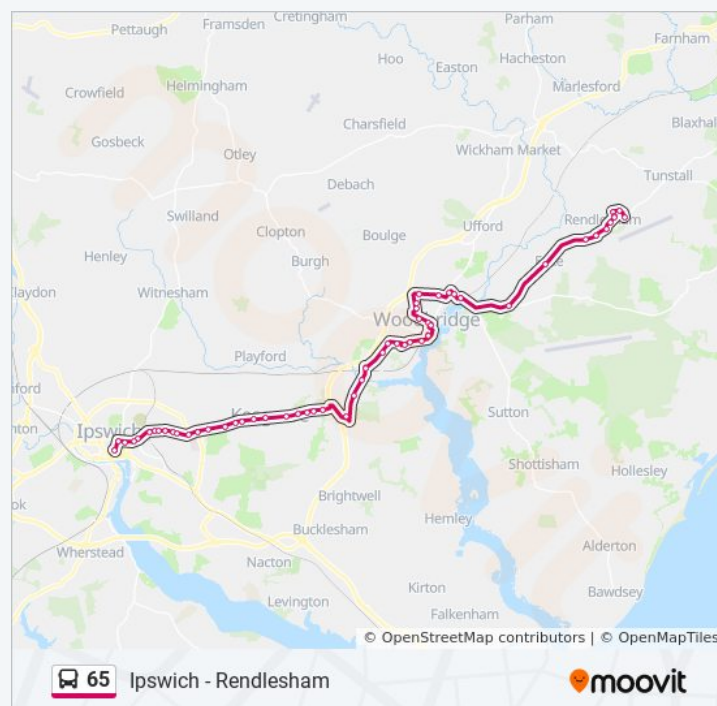 Cretingham
Parham
Pettaugh
Framsden
Farnham
Hoo
Hacheston
Easton
Marlesford
Crowfield
Helmingham
Blaxhal
Charsfield
Gosbeck
Otley
Wickham Market
Debach
Tunstall
Swilland
Ufford
Rendlesham
Clopton
Boulge
Henley
Burgh
Claydon
Witnesham
Woodbridge
Playford
Sutton
Ipswich
Shottisham
Hollesley
Brightwell
ok
Bucklesham
Hemley
Wherstead
Alderton
Nacton
Kirton
Bawdsey
Levington
Falkenham
© OpenStreetMap contributors | © OpenMapTiles
65 Ipswich - Rendlesham
moovit